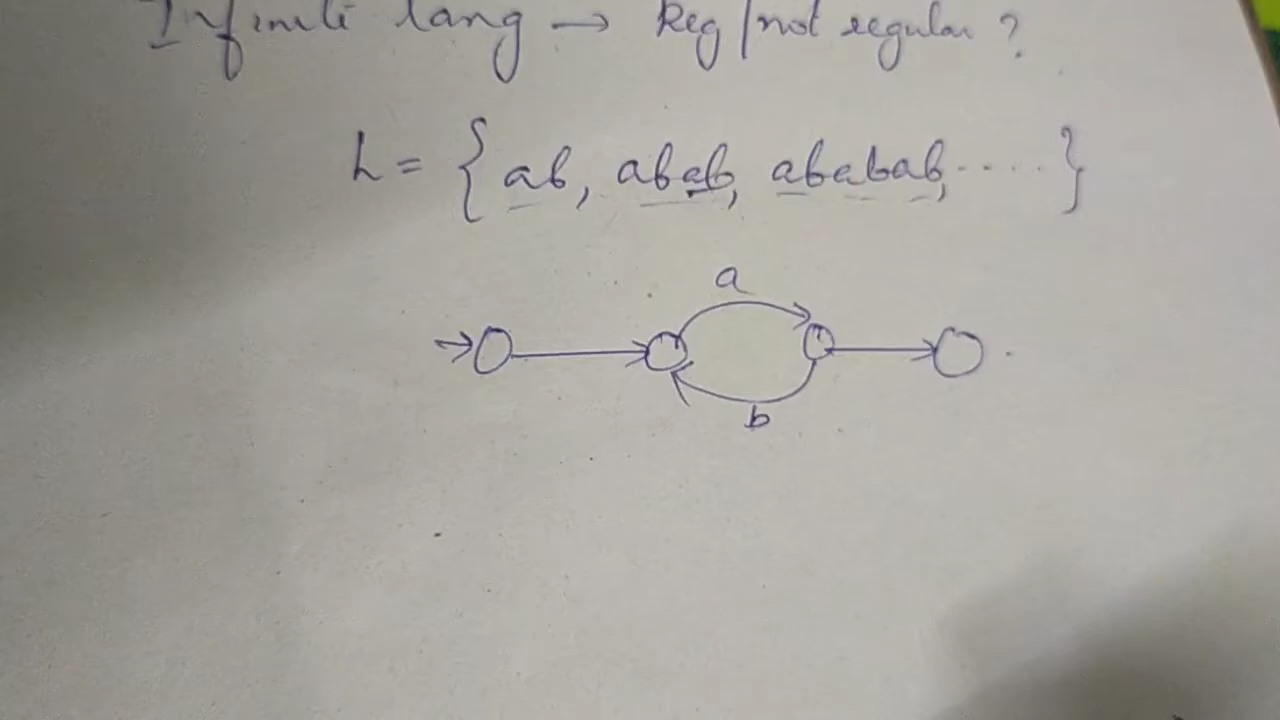 Infinite lang → Reg / not regular ?
L = { ab, abab, ababab, ..... }
a
b